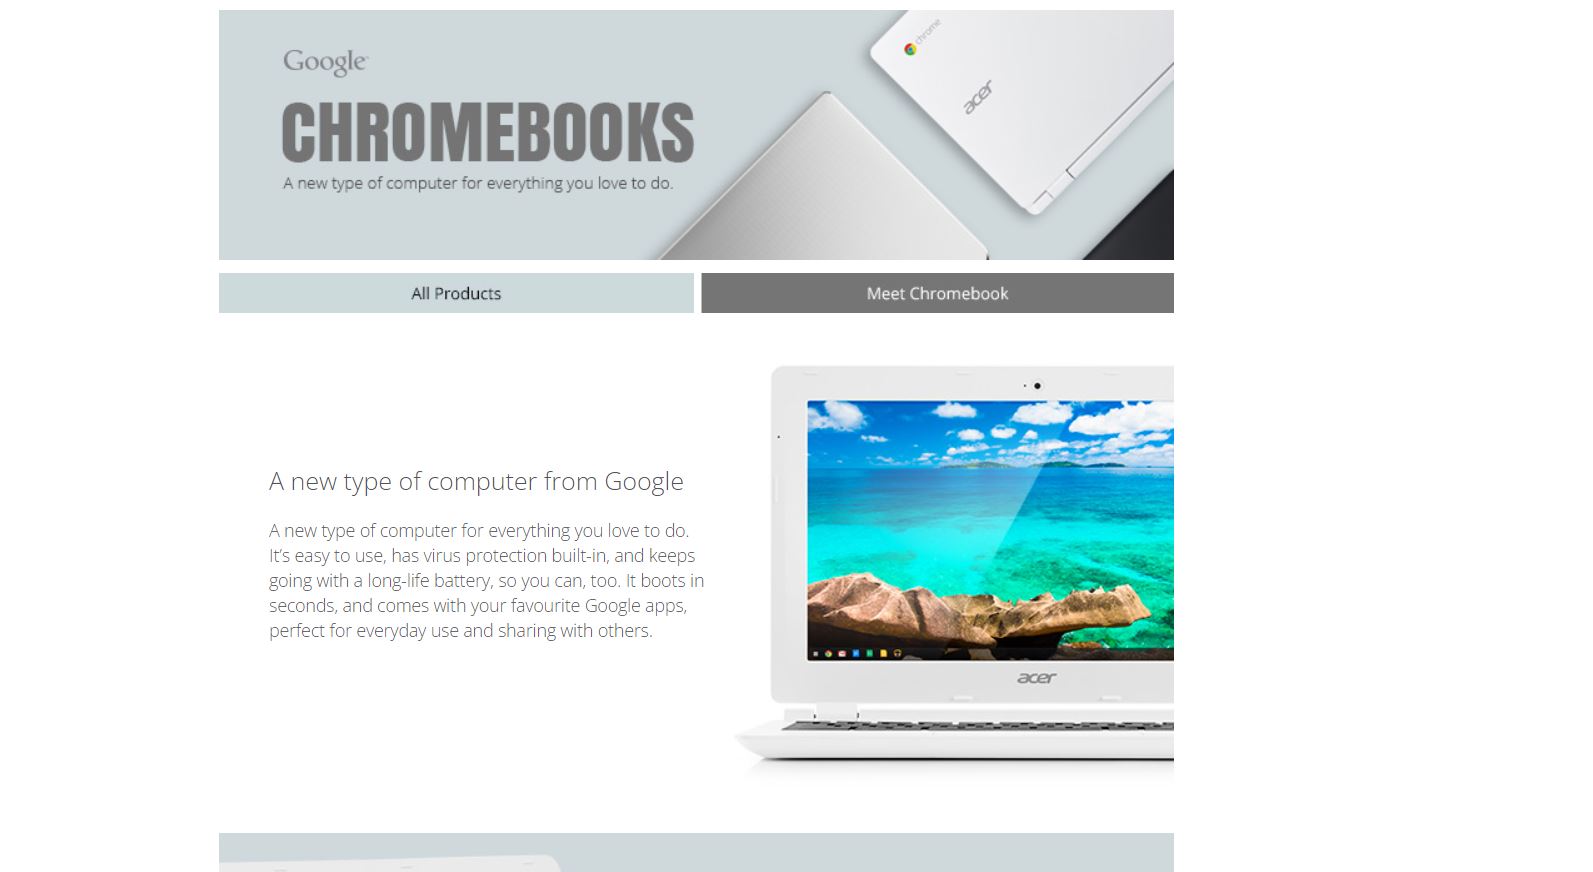 Google
CHROMEBOOKS
A new type of computer for everything you love to do.
chrome
acer
All Products
Meet Chromebook
A new type of computer from Google
A new type of computer for everything you love to do.
It’s easy to use, has virus protection built-in, and keeps
going with a long-life battery, so you can, too. It boots in
seconds, and comes with your favourite Google apps,
perfect for everyday use and sharing with others.
acer